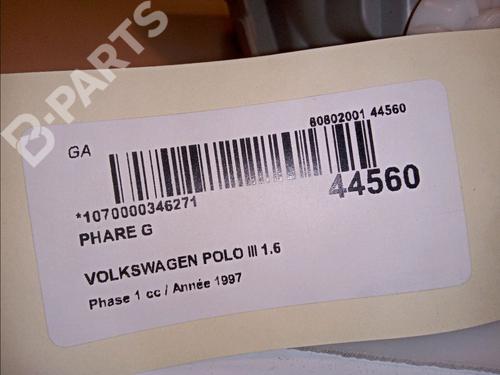 B-PARTS
GA
80802001 44560
*1070000346271
44560
PHARE G
VOLKSWAGEN POLO III 1.6
Phase 1 cc / Année 1997